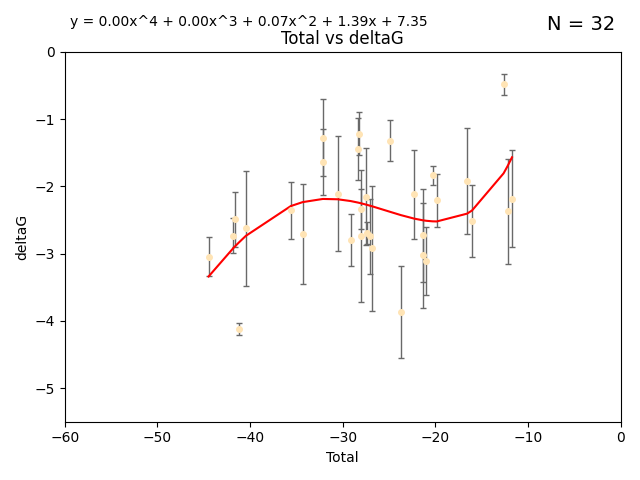 y = 0.00x^4 + 0.00x^3 + 0.07x^2 + 1.39x + 7.35
N = 32
Total vs deltaG
0
−1
−2
−3
−4
−5
deltaG
−60 −50 −40 −30 −20 −10 0
Total